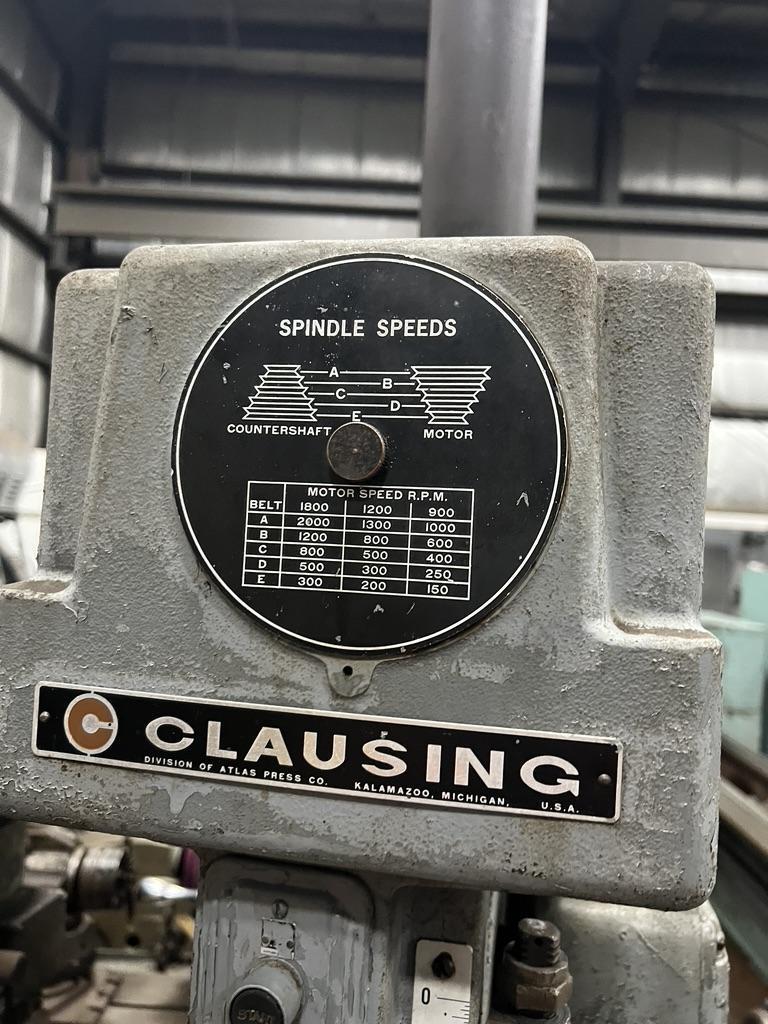 SPINDLE SPEEDS
A
B
C
D
E
COUNTERSHAFT MOTOR
MOTOR SPEED R.P.M.
BELT 1800 1200 900
A 2000 1300 1000
B 1200 800 600
C 800 500 400
D 500 300 250
E 300 200 150
C CLAUSING
DIVISION OF ATLAS PRESS CO. KALAMAZOO, MICHIGAN, U.S.A.
0
START